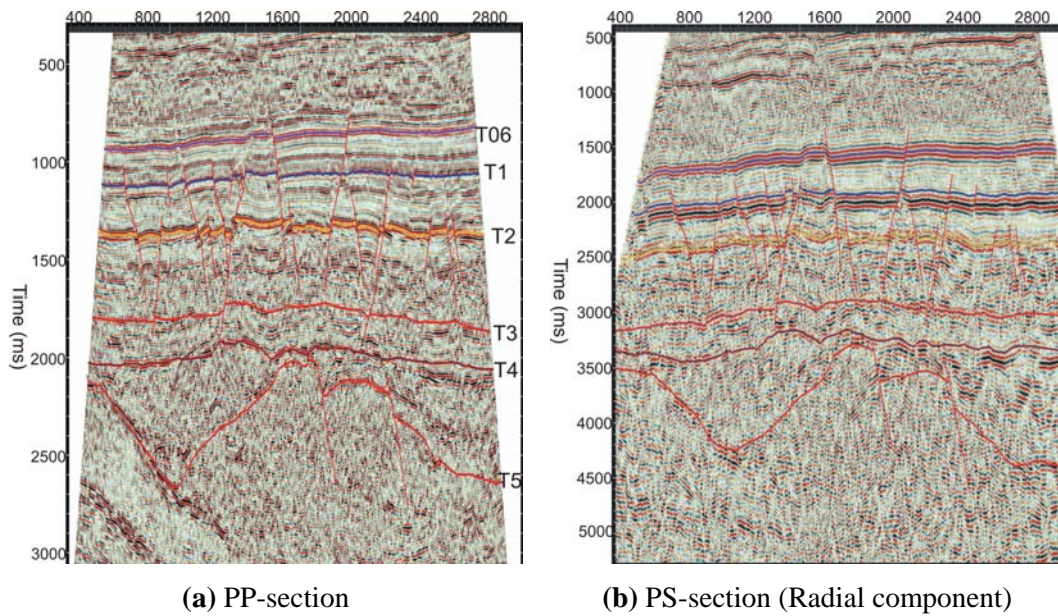 400 800 1200 1600 2000 2400 2800
500
1000
1500
2000
2500
3000
Time (ms)
T06
T1
T2
T3
T4
T5
400 800 1200 1600 2000 2400 2800
500
1000
1500
2000
2500
3000
3500
4000
4500
5000
Time (ms)
(a) PP-section
(b) PS-section (Radial component)